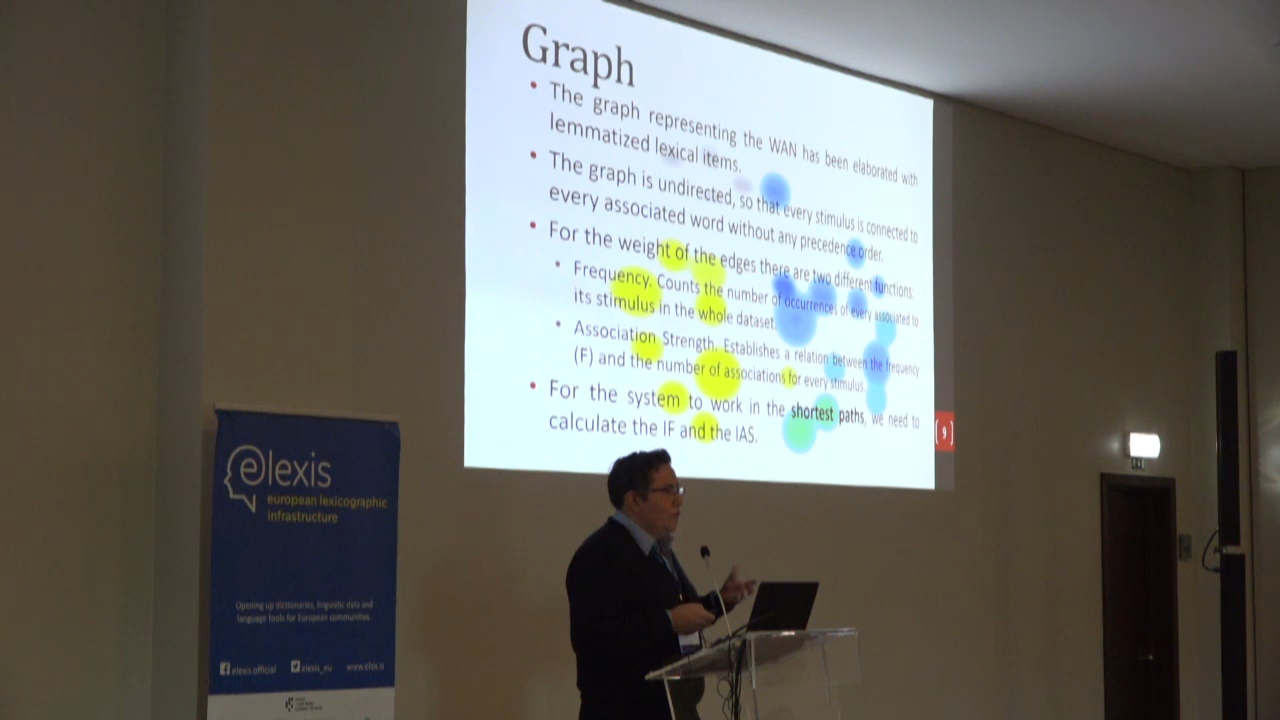 Graph
• The graph representing the WAN has been elaborated with
lemmatized lexical items.
• The graph is undirected, so that every stimulus is connected to
every associated word without any precedence order.
• For the weight of the edges there are two different functions:
• Frequency. Counts the number of occurrences of every associated to
its stimulus in the whole dataset.
• Association Strength. Establishes a relation between the frequency
(F) and the number of associations for every stimulus.
• For the system to work in the shortest paths, we need to
calculate the IF and the IAS.
9
elexis
european lexicographic
infrastructure
Opening up dictionaries, linguistic data and
language tools for European communities.
elexis.official elexis_eu www.elex.is